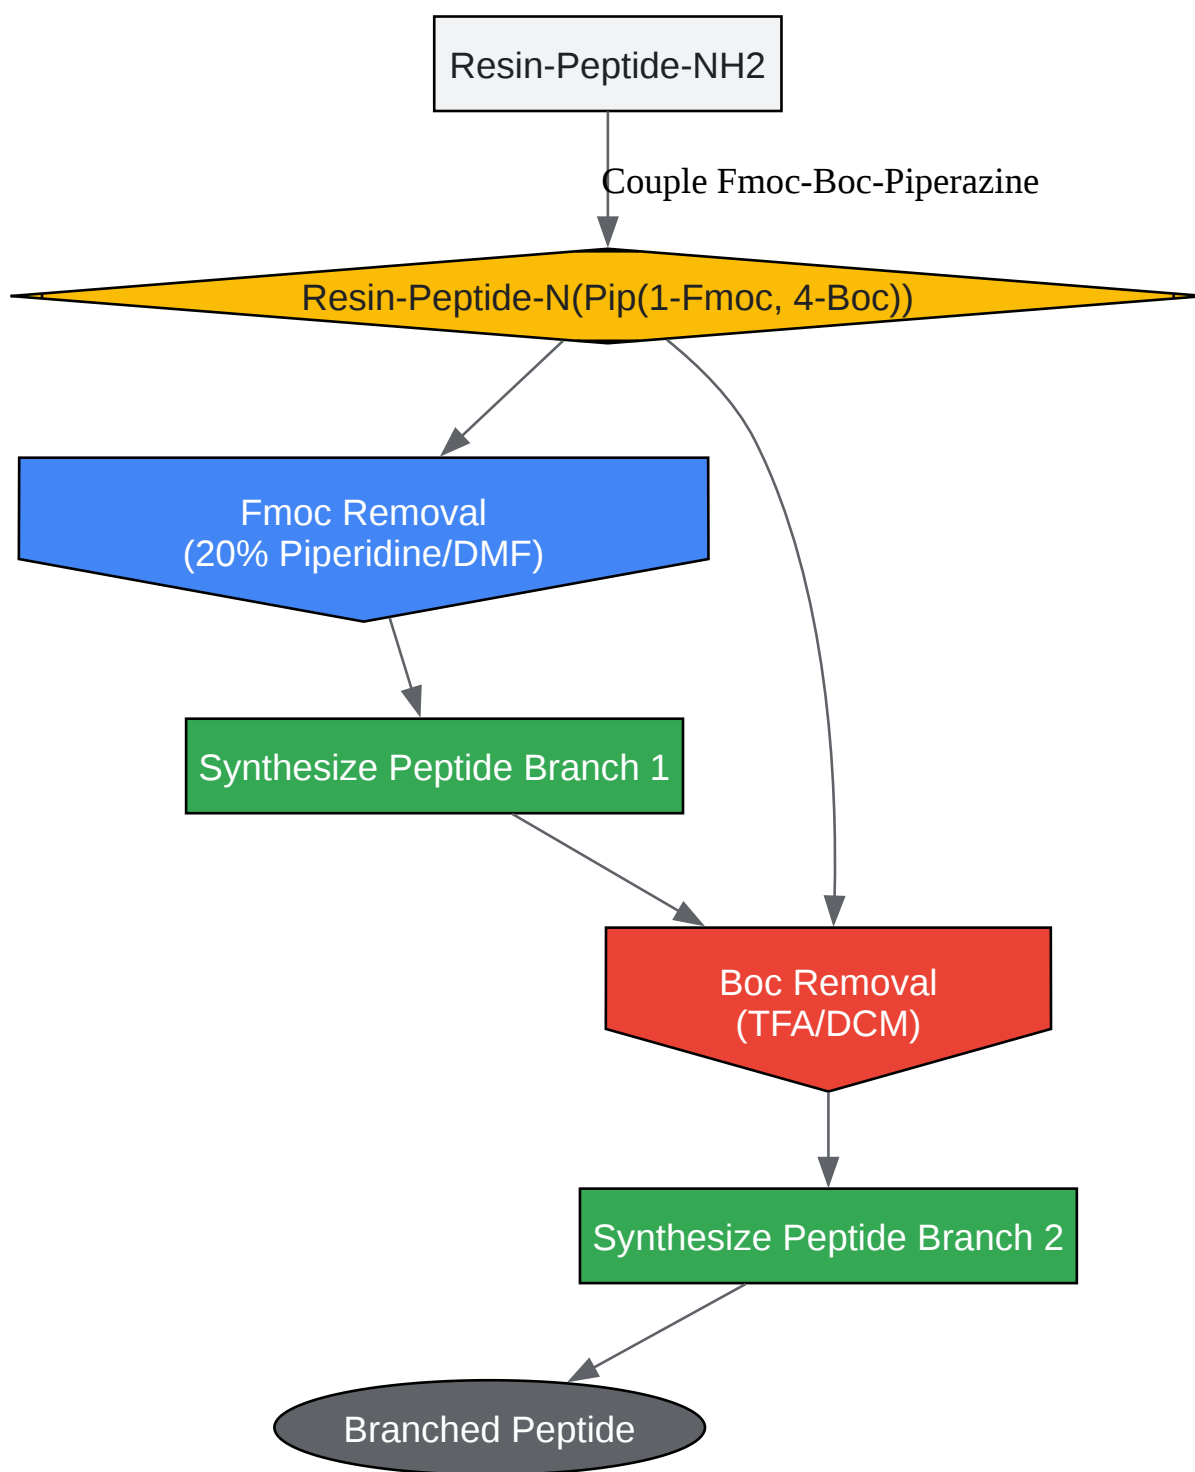 Resin-Peptide-NH2
Couple Fmoc-Boc-Piperazine
Resin-Peptide-N(Pip(1-Fmoc, 4-Boc))
Fmoc Removal
(20% Piperidine/DMF)
Synthesize Peptide Branch 1
Boc Removal
(TFA/DCM)
Synthesize Peptide Branch 2
Branched Peptide